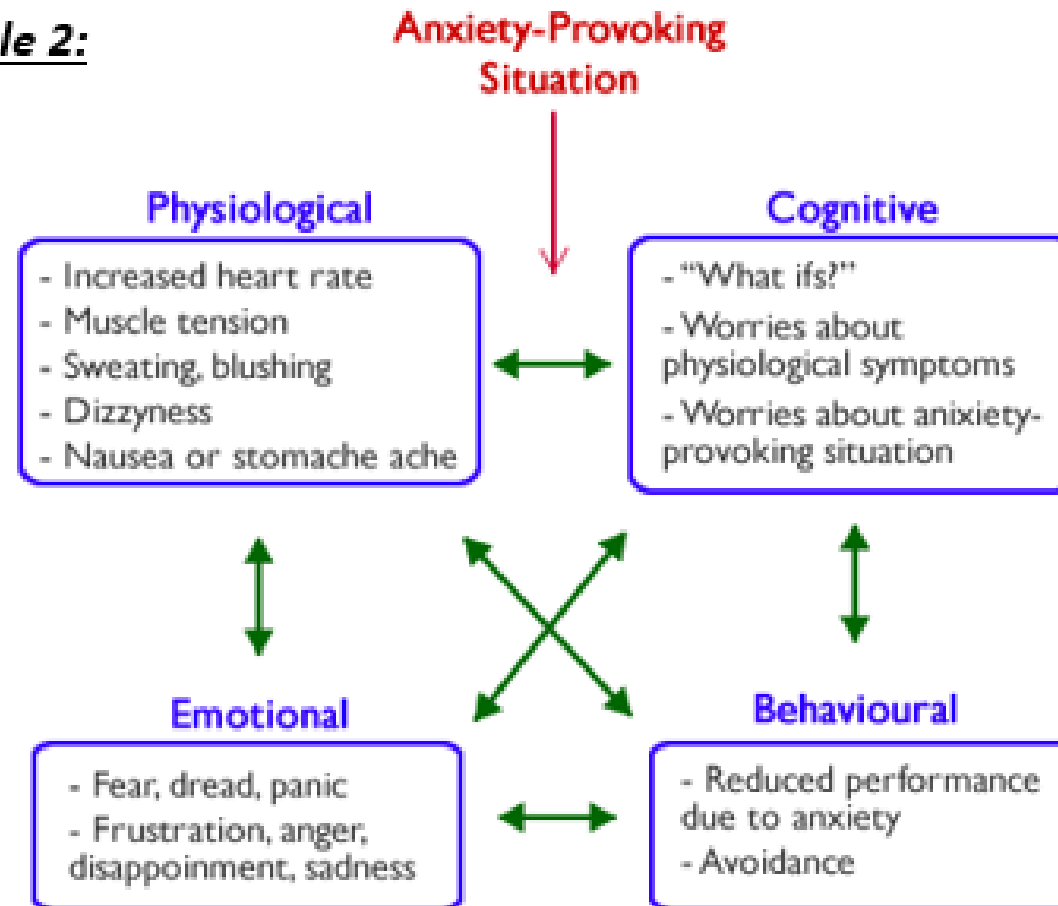 le 2:
Anxiety-Provoking
Situation
Physiological
- Increased heart rate
- Muscle tension
- Sweating, blushing
- Dizzyness
- Nausea or stomache ache
Cognitive
- “What ifs?”
- Worries about
physiological symptoms
- Worries about anixiety-
provoking situation
Emotional
- Fear, dread, panic
- Frustration, anger,
disappoinment, sadness
Behavioural
- Reduced performance
due to anxiety
- Avoidance